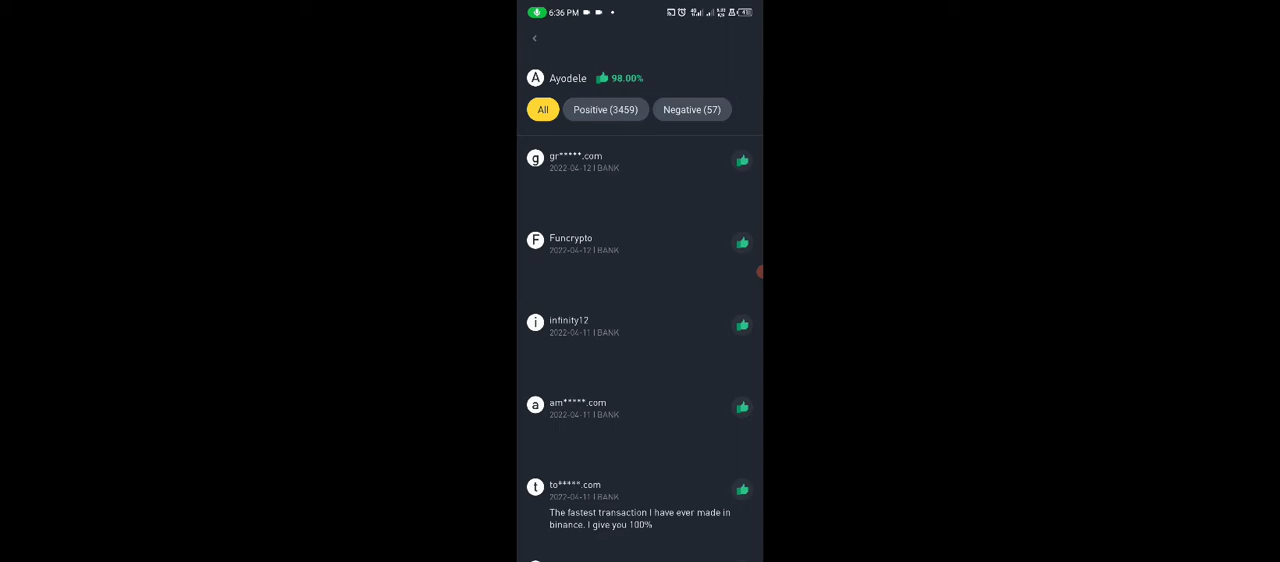 6:36 PM
A Ayodele 98.00%
All Positive (3459) Negative (57)
g gr*****.com
2022-04-12 | BANK
F Funcrypto
2022-04-12 | BANK
i infinity12
2022-04-11 | BANK
a am*****.com
2022-04-11 | BANK
t to*****.com
2022-04-11 | BANK
The fastest transaction I have ever made in
binance. I give you 100%